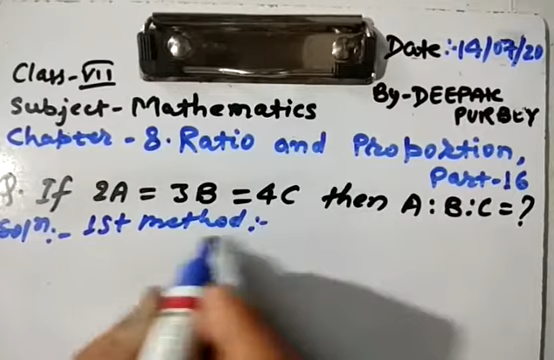 Date:-14/07/20
Class-VII
By-DEEPAK PURBEY
Subject-Mathematics
Chapter-8. Ratio and Proportion,
Part-16
Q. If 2A = 3B = 4C then A:B:C = ?
Solⁿ:- 1st method:-